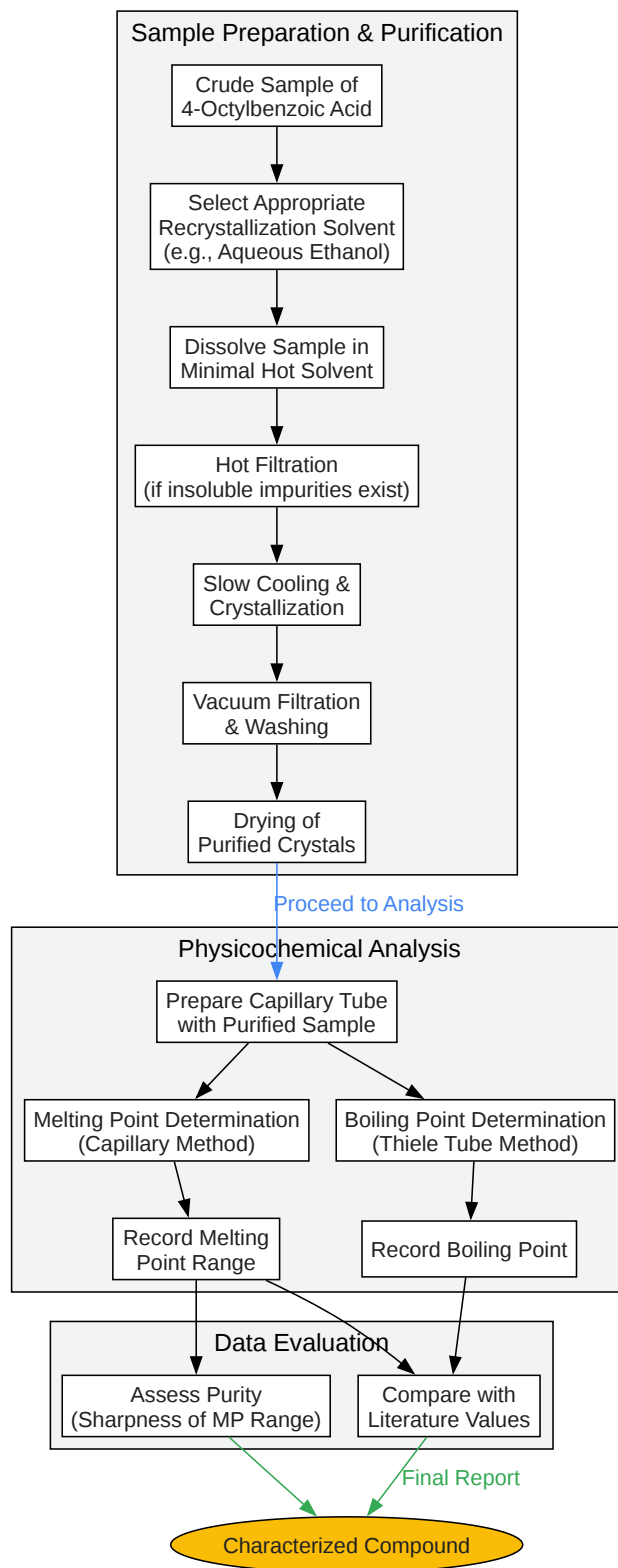 Sample Preparation & Purification
Crude Sample of
4-Octylbenzoic Acid
Select Appropriate
Recrystallization Solvent
(e.g., Aqueous Ethanol)
Dissolve Sample in
Minimal Hot Solvent
Hot Filtration
(if insoluble impurities exist)
Slow Cooling &
Crystallization
Vacuum Filtration
& Washing
Drying of
Purified Crystals
Proceed to Analysis
Physicochemical Analysis
Prepare Capillary Tube
with Purified Sample
Melting Point Determination
(Capillary Method)
Boiling Point Determination
(Thiele Tube Method)
Record Melting
Point Range
Record Boiling Point
Data Evaluation
Assess Purity
(Sharpness of MP Range)
Compare with
Literature Values
Final Report
Characterized Compound